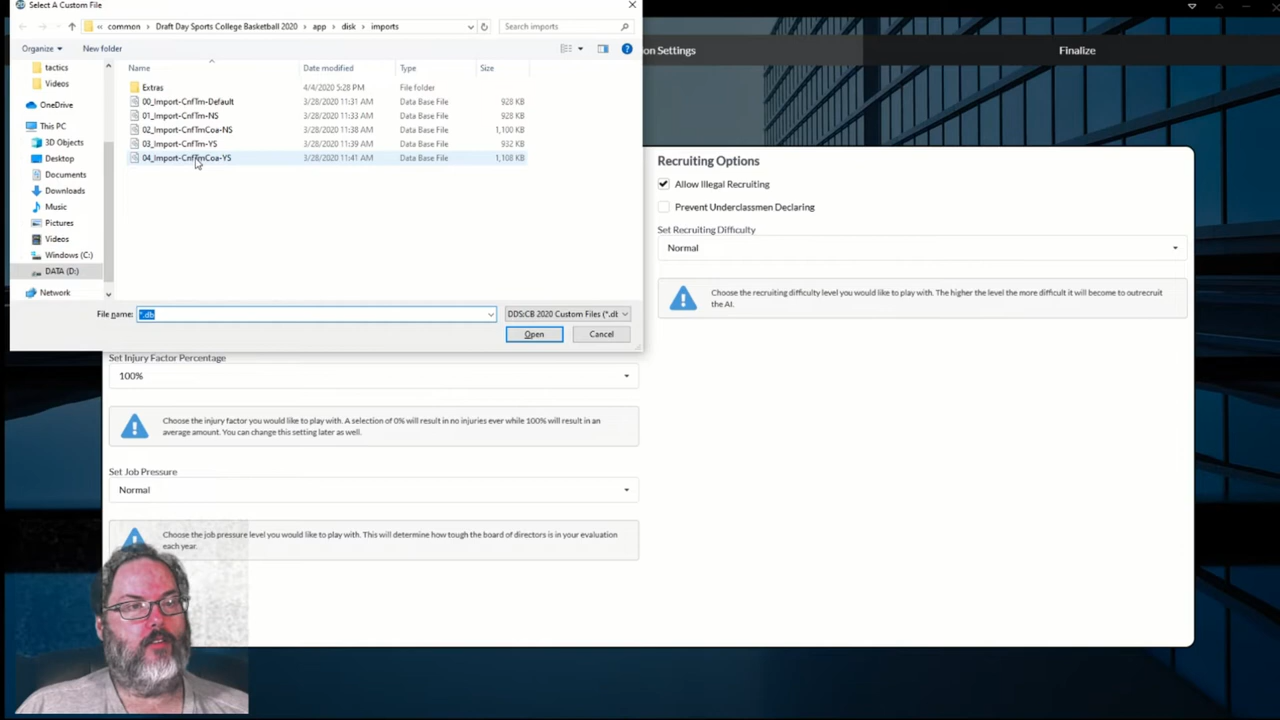 Select A Custom File
« common > Draft Day Sports College Basketball 2020 > app > disk > imports
Search imports
Organize
New folder
Name
Date modified
Type
Size
tactics
Videos
OneDrive
This PC
3D Objects
Desktop
Documents
Downloads
Music
Pictures
Videos
Windows (C:)
DATA (D:)
Network
Extras
4/4/2020 5:28 PM
File folder
00_Import-CnfTm-Default
3/28/2020 11:31 AM
Data Base File
928 KB
01_Import-CnfTm-NS
3/28/2020 11:33 AM
Data Base File
928 KB
02_Import-CnfTmCoa-NS
3/28/2020 11:38 AM
Data Base File
1,100 KB
03_Import-CnfTm-YS
3/28/2020 11:39 AM
Data Base File
932 KB
04_Import-CnfTmCoa-YS
3/28/2020 11:41 AM
Data Base File
1,108 KB
File name:
*.db
DDS:CB 2020 Custom Files (*.db
Open
Cancel
on Settings
Finalize
Recruiting Options
Allow Illegal Recruiting
Prevent Underclassmen Declaring
Set Recruiting Difficulty
Normal
Choose the recruiting difficulty level you would like to play with. The higher the level the more difficult it will become to outrecruit
the AI.
Set Injury Factor Percentage
100%
Choose the injury factor you would like to play with. A selection of 0% will result in no injuries ever while 100% will result in an
average amount. You can change this setting later as well.
Set Job Pressure
Normal
Choose the job pressure level you would like to play with. This will determine how tough the board of directors is in your evaluation
each year.